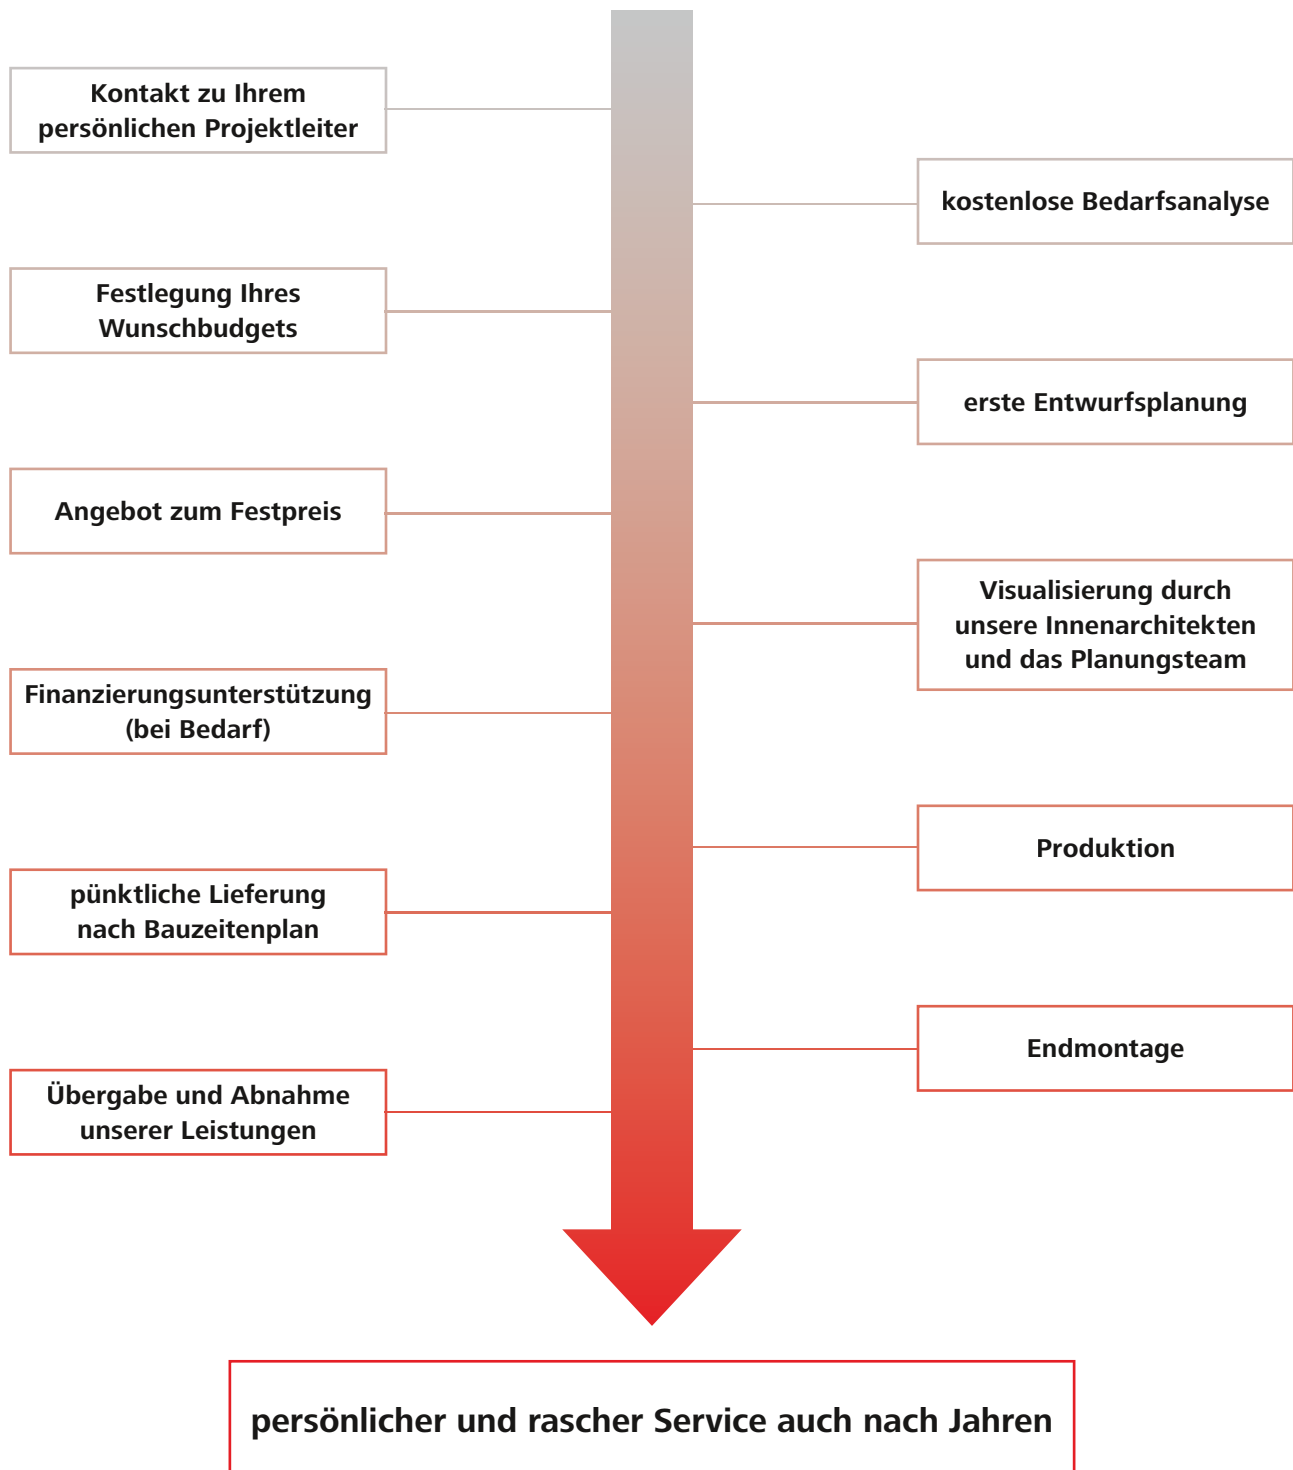 Kontakt zu Ihrem
persönlichen Projektleiter
kostenlose Bedarfsanalyse
Festlegung Ihres
Wunschbudgets
erste Entwurfsplanung
Angebot zum Festpreis
Visualisierung durch
unsere Innenarchitekten
und das Planungsteam
Finanzierungsunterstützung
(bei Bedarf)
Produktion
pünktliche Lieferung
nach Bauzeitenplan
Endmontage
Übergabe und Abnahme
unserer Leistungen
persönlicher und rascher Service auch nach Jahren